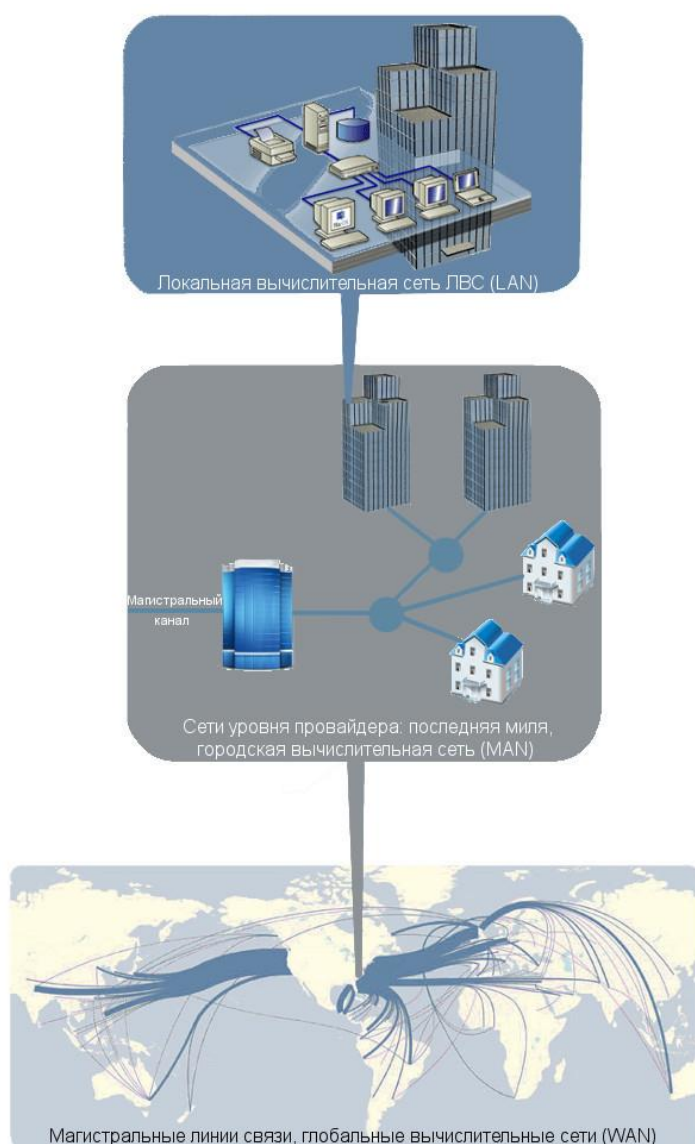 Локальная вычислительная сеть ЛВС (LAN)
Магистральный
канал
Сети уровня провайдера: последняя миля,
городская вычислительная сеть (MAN)
Магистральные линии связи, глобальные вычислительные сети (WAN)